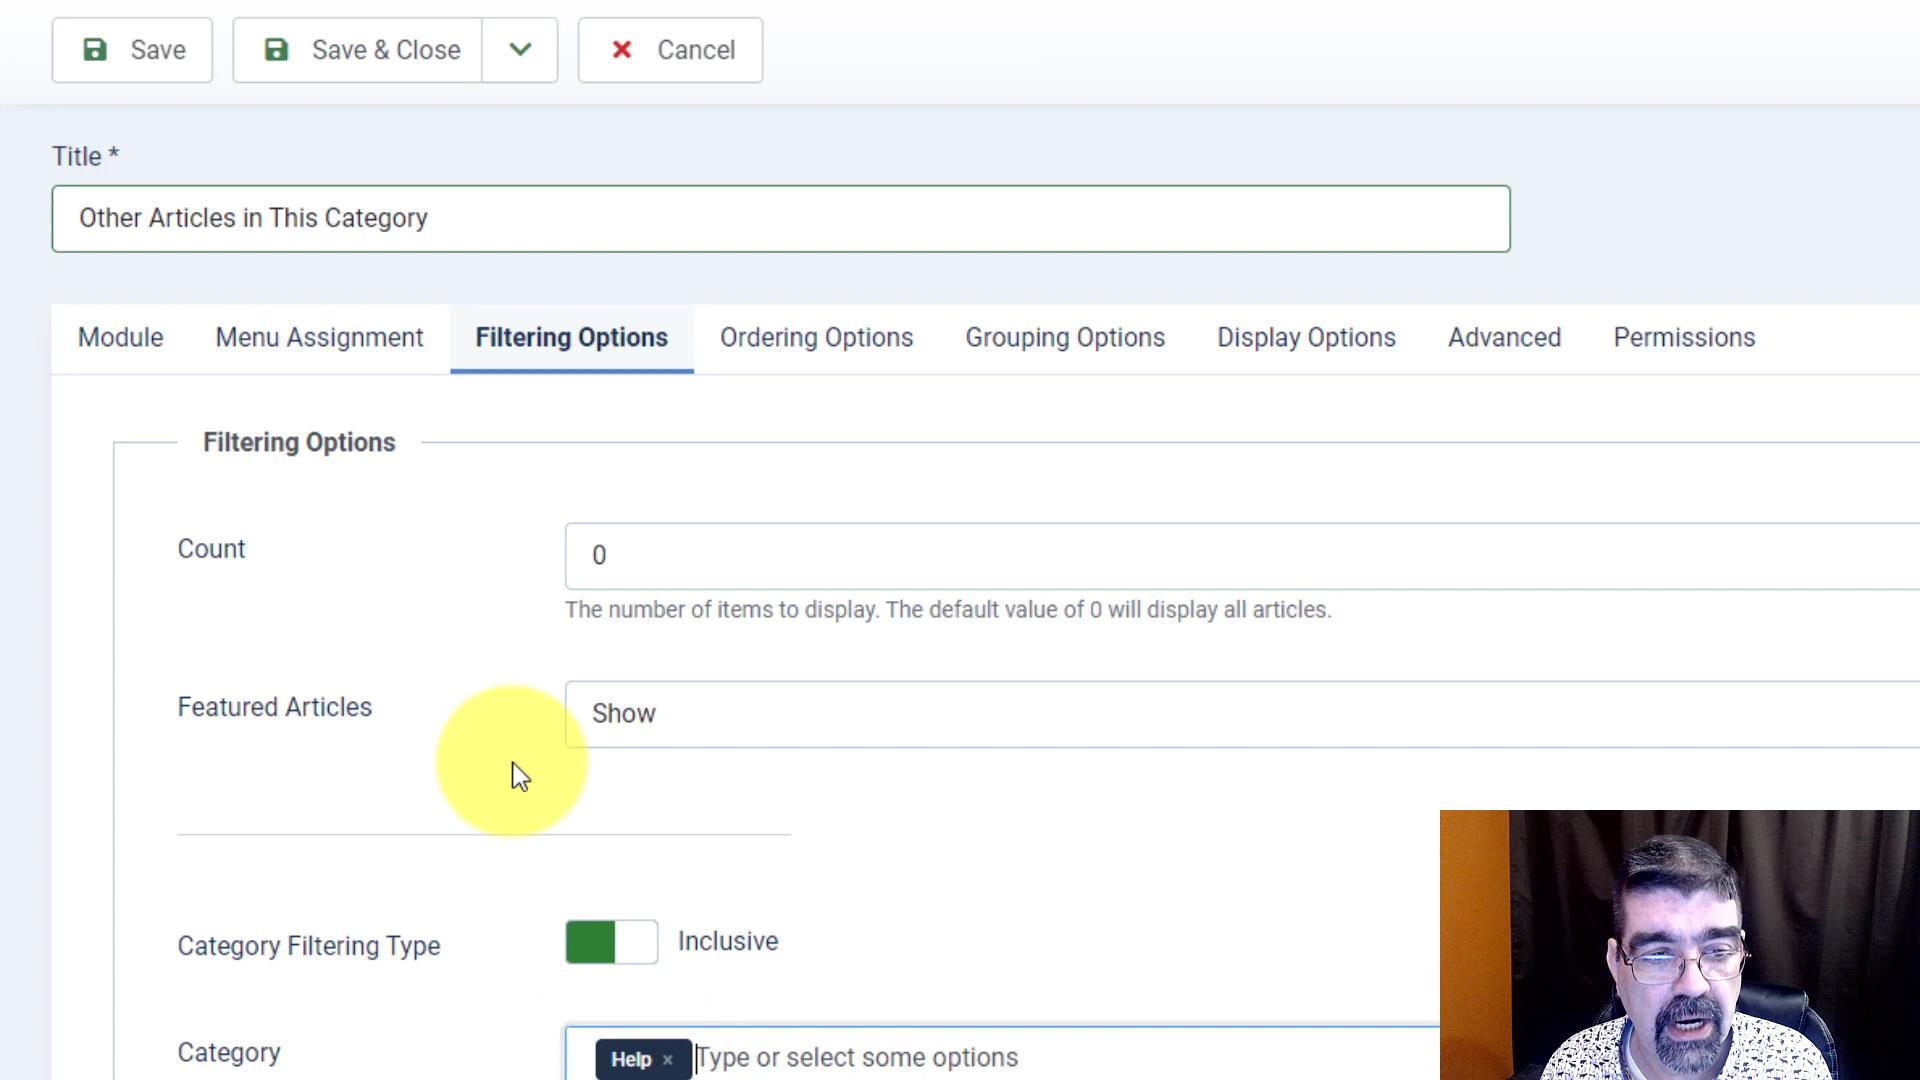 Save
Save & Close
Cancel
Title *
Other Articles in This Category
Module
Menu Assignment
Filtering Options
Ordering Options
Grouping Options
Display Options
Advanced
Permissions
Filtering Options
Count
0
The number of items to display. The default value of 0 will display all articles.
Featured Articles
Show
Category Filtering Type
Inclusive
Category
Help ×
Type or select some options